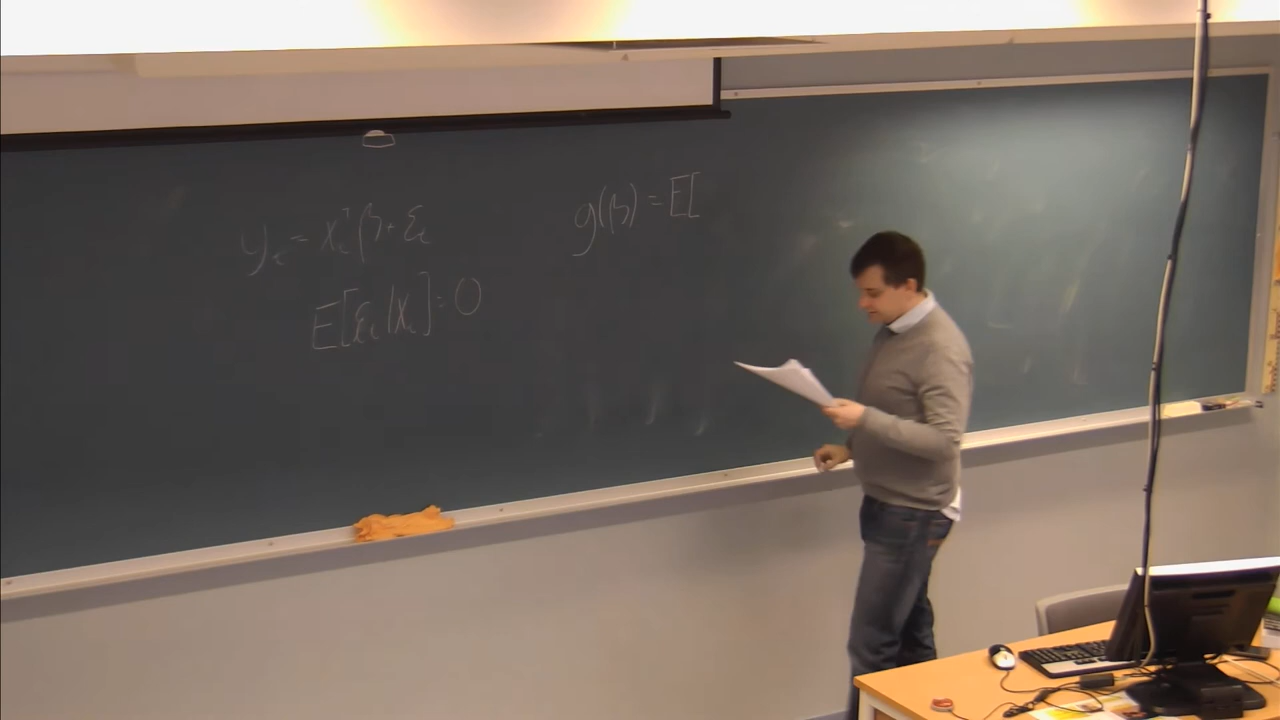 y_i = x_i'β + ε_i
E[ε_i|x_i] = 0
g(β) = E[